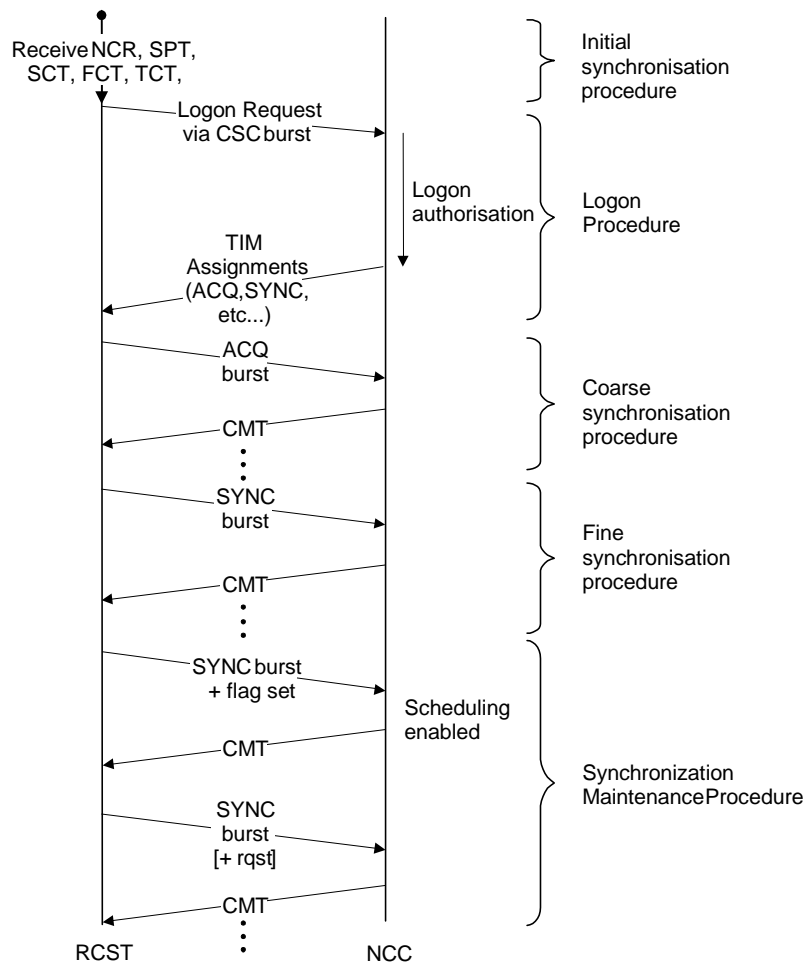 Receive NCR, SPT,
SCT, FCT, TCT,
Initial
synchronisation
procedure
Logon Request
via CSC burst
Logon
authorisation
Logon
Procedure
TIM
Assignments
(ACQ,SYNC,
etc...)
ACQ
burst
Coarse
synchronisation
procedure
CMT
SYNC
burst
Fine
synchronisation
procedure
CMT
SYNC burst
+ flag set
Scheduling
enabled
CMT
Synchronization
Maintenance Procedure
SYNC
burst
[+ rqst]
CMT
RCST
NCC